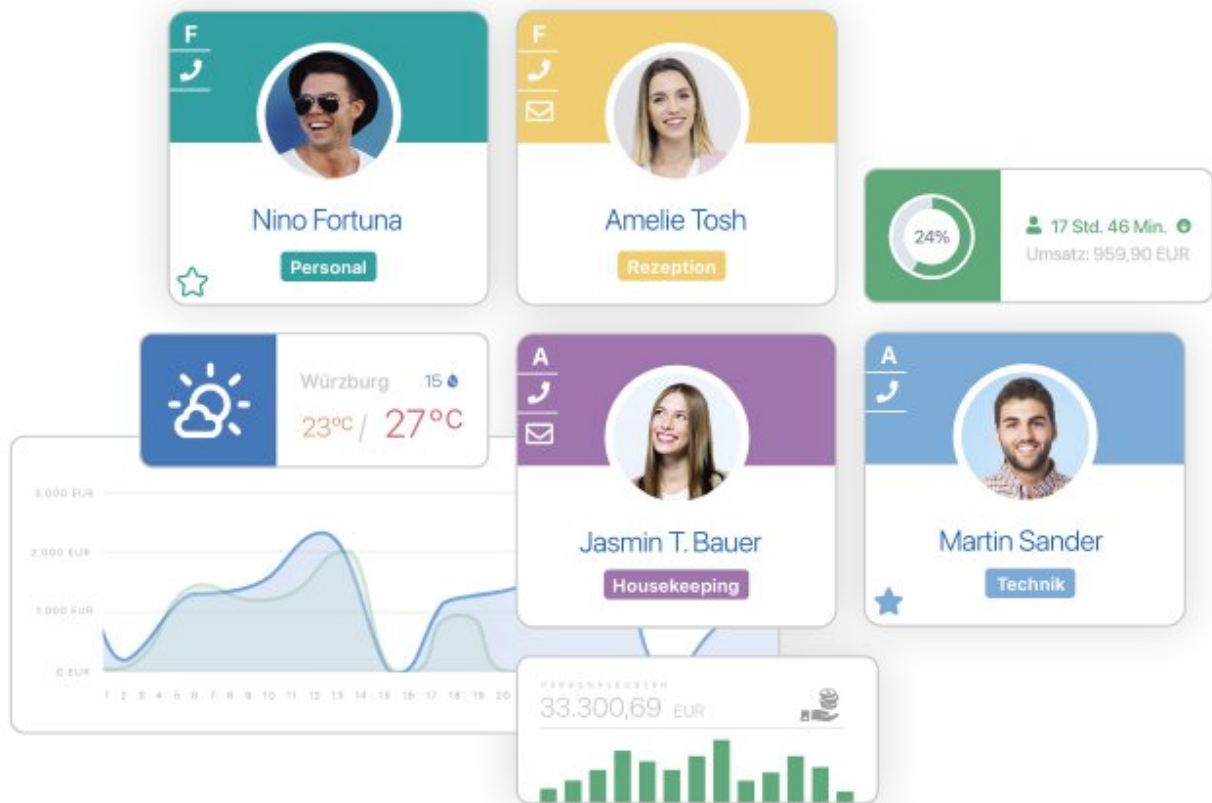 F
Nino Fortuna
Personal
F
Amelie Tosh
Rezeption
24%
17 Std. 46 Min.
Umsatz: 959,90 EUR
Würzburg
15
23°C / 27°C
A
Jasmin T. Bauer
Housekeeping
A
Martin Sander
Technik
3.000 EUR
2.000 EUR
1.000 EUR
0 EUR
1 2 3 4 5 6 7 8 9 10 11 12 13 14 15 16 17 18 19 20
PERSONALKOSTEN
33.300,69 EUR